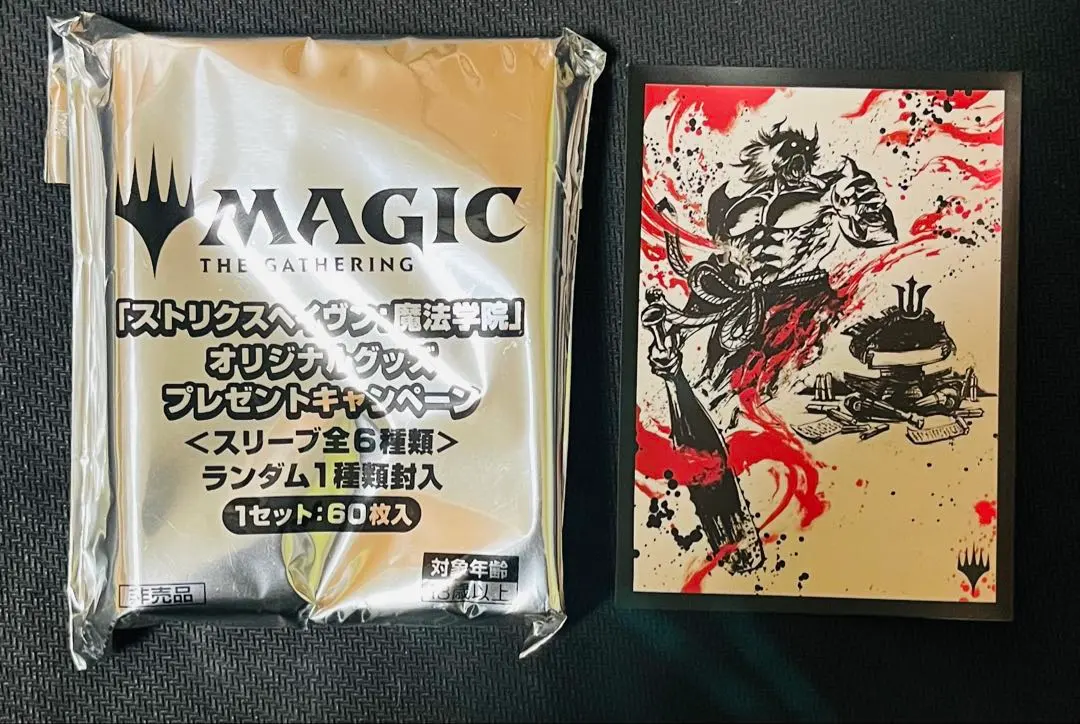 MAGIC
THE GATHERING
「ストリクスヘイヴン:魔法学院」
オリジナルグッズ
プレゼントキャンペーン
<スリーブ全6種類>
ランダム1種類封入
1セット:60枚入
非売品
対象年齢
13歳以上